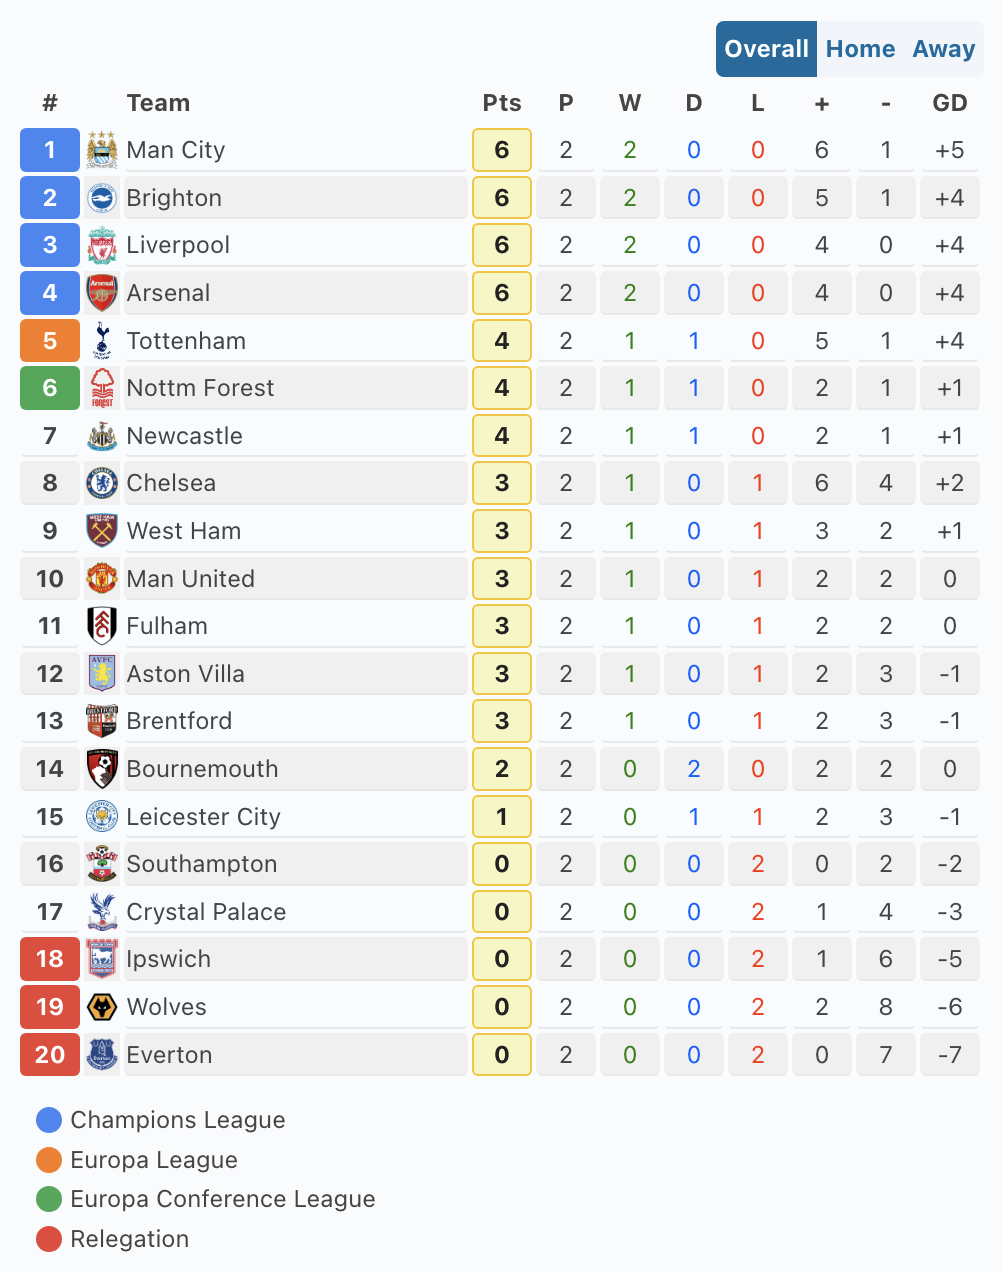 Overall Home Away
# Team Pts P W D L + - GD
1 Man City 6 2 2 0 0 6 1 +5
2 Brighton 6 2 2 0 0 5 1 +4
3 Liverpool 6 2 2 0 0 4 0 +4
4 Arsenal 6 2 2 0 0 4 0 +4
5 Tottenham 4 2 1 1 0 5 1 +4
6 Nottm Forest 4 2 1 1 0 2 1 +1
7 Newcastle 4 2 1 1 0 2 1 +1
8 Chelsea 3 2 1 0 1 6 4 +2
9 West Ham 3 2 1 0 1 3 2 +1
10 Man United 3 2 1 0 1 2 2 0
11 Fulham 3 2 1 0 1 2 2 0
12 Aston Villa 3 2 1 0 1 2 3 -1
13 Brentford 3 2 1 0 1 2 3 -1
14 Bournemouth 2 2 0 2 0 2 2 0
15 Leicester City 1 2 0 1 1 2 3 -1
16 Southampton 0 2 0 0 2 0 2 -2
17 Crystal Palace 0 2 0 0 2 1 4 -3
18 Ipswich 0 2 0 0 2 1 6 -5
19 Wolves 0 2 0 0 2 2 8 -6
20 Everton 0 2 0 0 2 0 7 -7
Champions League
Europa League
Europa Conference League
Relegation